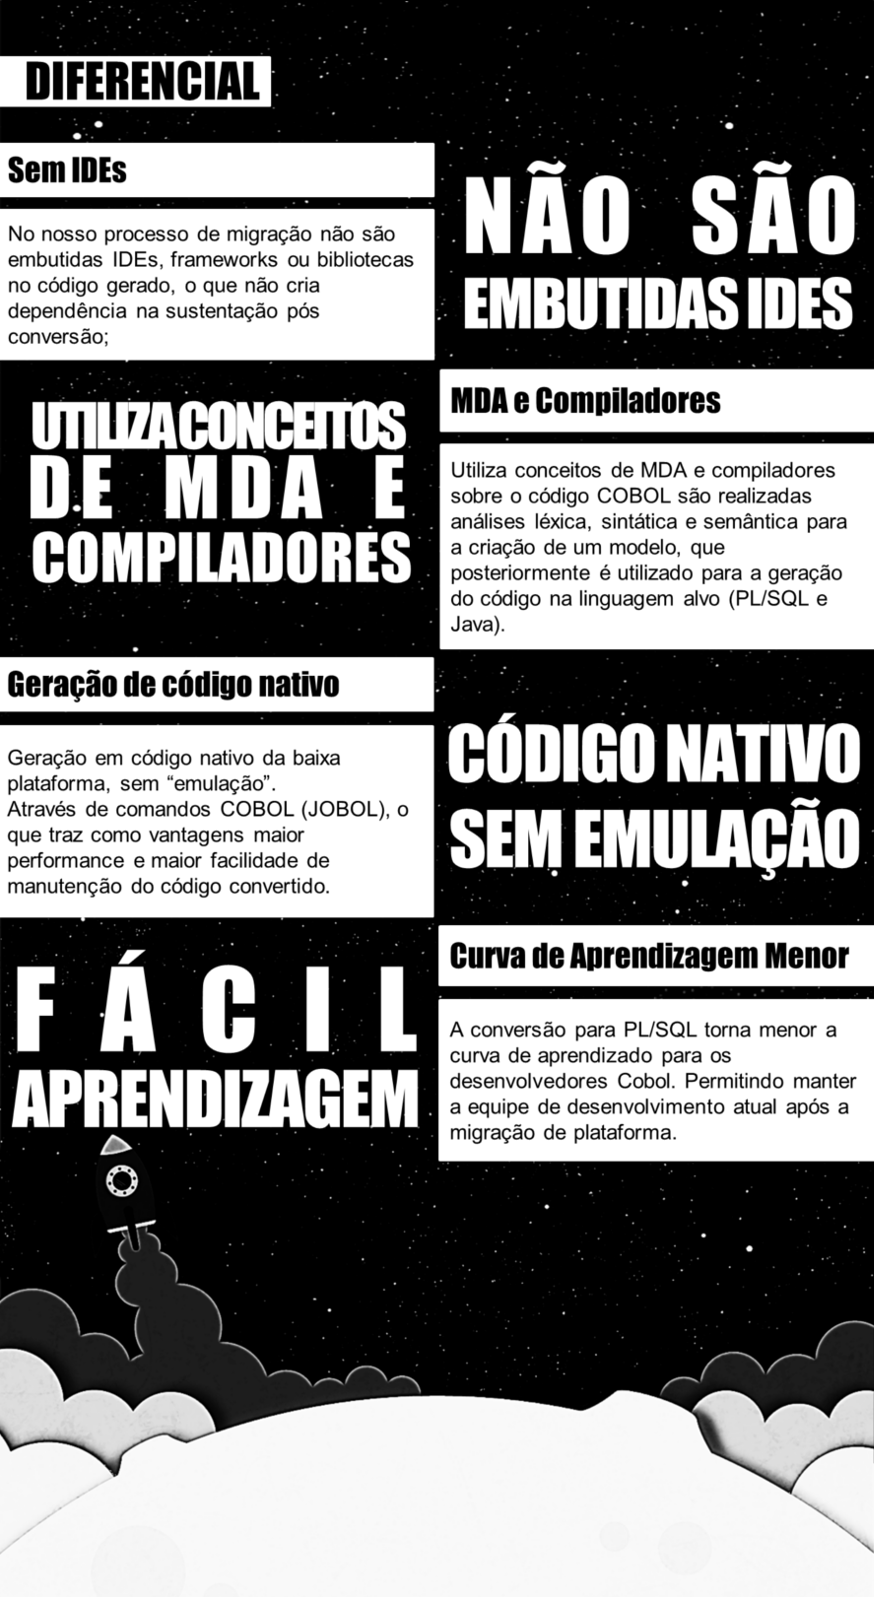 DIFERENCIAL
Sem IDEs
No nosso processo de migração não são
embutidas IDEs, frameworks ou bibliotecas
no código gerado, o que não cria
dependência na sustentação pós
conversão;
NÃO SÃO
EMBUTIDAS IDES
UTILIZA CONCEITOS
DE MDA E
COMPILADORES
MDA e Compiladores
Utiliza conceitos de MDA e compiladores
sobre o código COBOL são realizadas
análises léxica, sintática e semântica para
a criação de um modelo, que
posteriormente é utilizado para a geração
do código na linguagem alvo (PL/SQL e
Java).
Geração de código nativo
Geração em código nativo da baixa
plataforma, sem “emulação”.
Através de comandos COBOL (JOBOL), o
que traz como vantagens maior
performance e maior facilidade de
manutenção do código convertido.
CÓDIGO NATIVO
SEM EMULAÇÃO
FÁCIL
APRENDIZAGEM
Curva de Aprendizagem Menor
A conversão para PL/SQL torna menor a
curva de aprendizado para os
desenvolvedores Cobol. Permitindo manter
a equipe de desenvolvimento atual após a
migração de plataforma.